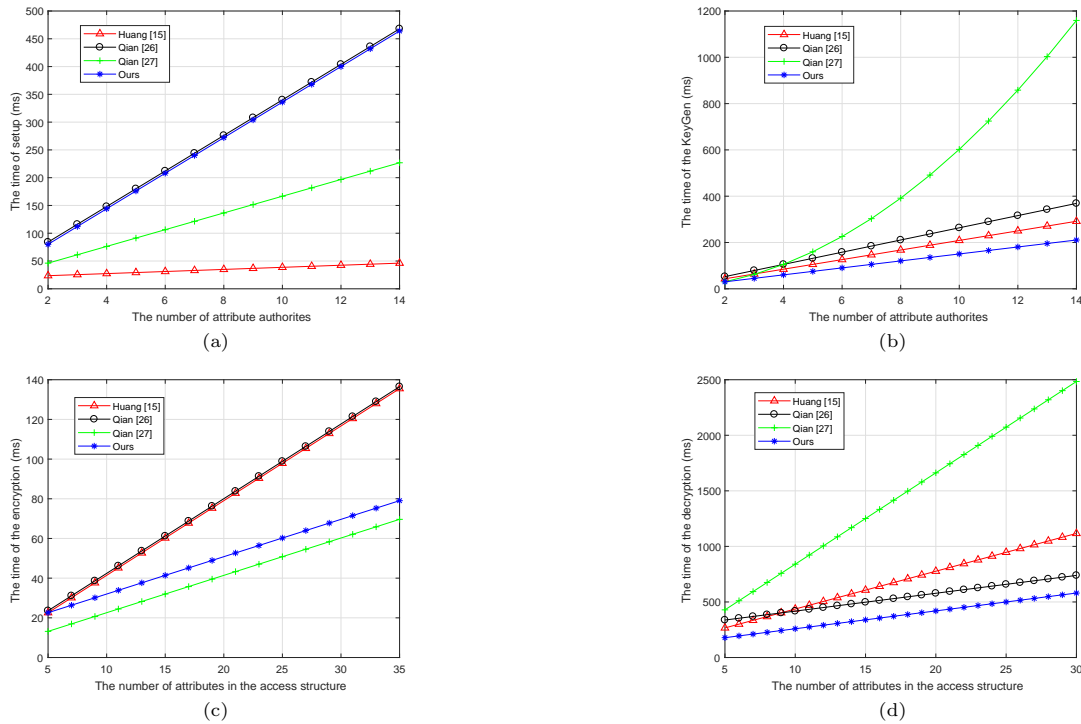 500
450
400
350
300
250
200
150
100
50
0
The time of setup (ms)
Huang [15]
Qian [26]
Qian [27]
Ours
2 4 6 8 10 12 14
The number of attribute authorites
(a)
1200
1000
800
600
400
200
0
The time of the KeyGen (ms)
Huang [15]
Qian [26]
Qian [27]
Ours
2 4 6 8 10 12 14
The number of attribute authorites
(b)
140
120
100
80
60
40
20
0
The time of the encryption (ms)
Huang [15]
Qian [26]
Qian [27]
Ours
5 10 15 20 25 30 35
The number of attributes in the access structure
(c)
2500
2000
1500
1000
500
0
The time of the decryption (ms)
Huang [15]
Qian [26]
Qian [27]
Ours
5 10 15 20 25 30
The number of attributes in the access structure
(d)